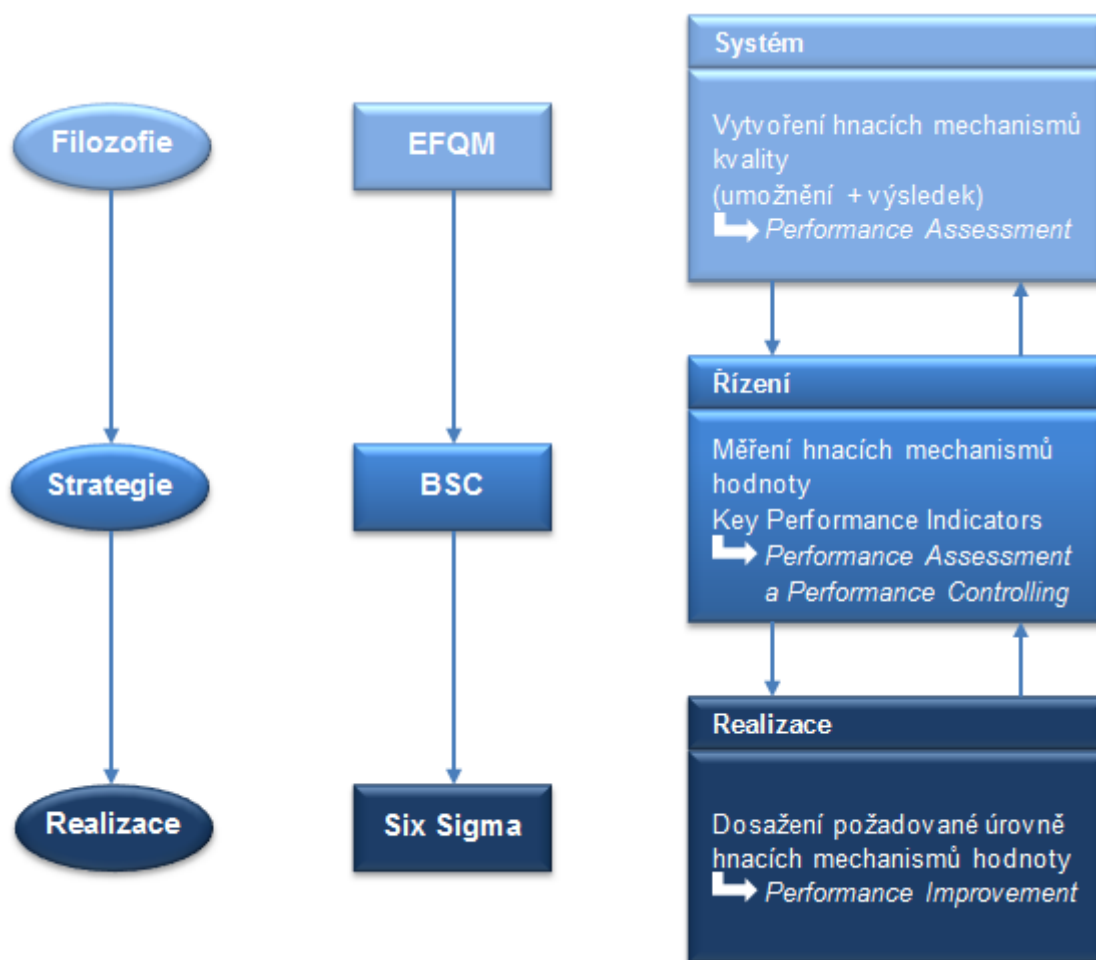 Filozofie
Strategie
Realizace
EFQM
BSC
Six Sigma
Systém
Vytvoření hnacích mechanismů
kvality
(umožnění + výsledek)
Performance Assessment
Řízení
Měření hnacích mechanismů
hodnoty
Key Performance Indicators
Performance Assessment
a Performance Controlling
Realizace
Dosažení požadované úrovně
hnacích mechanismů hodnoty
Performance Improvement